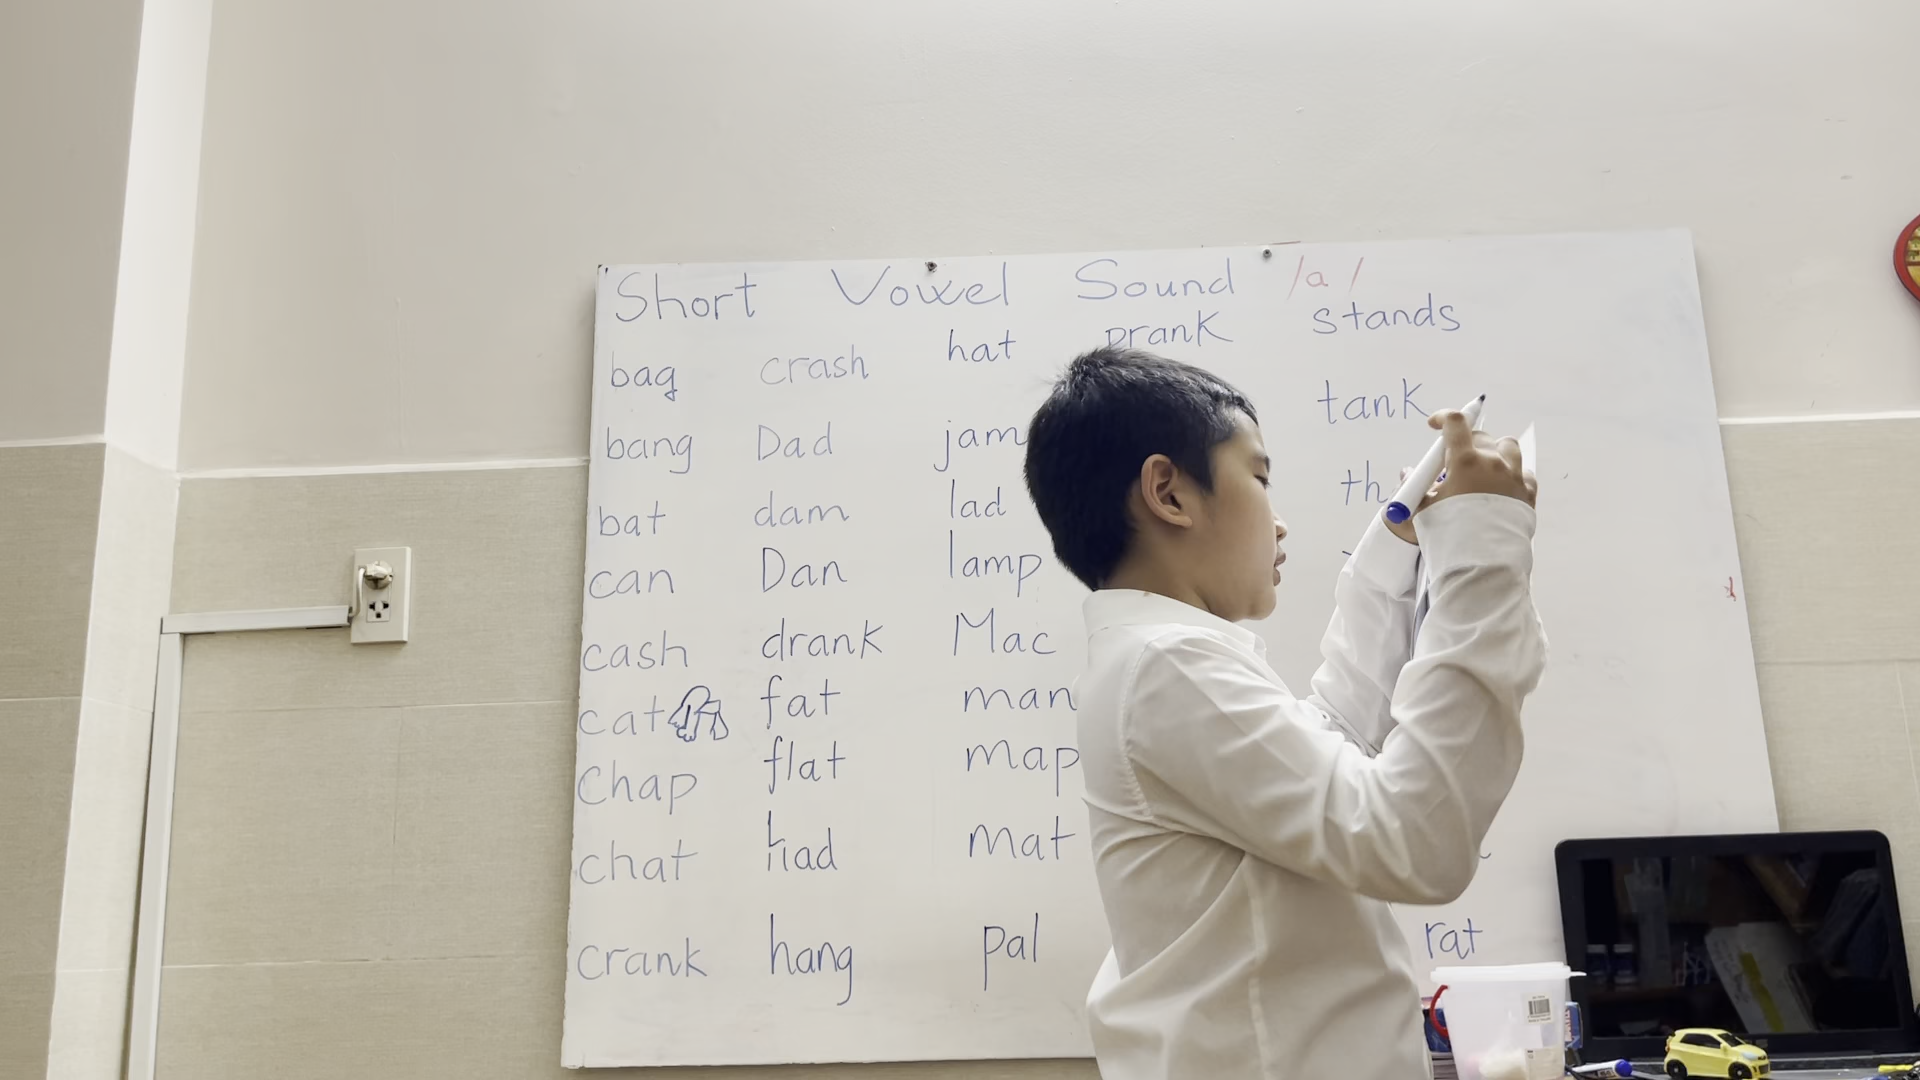 Short Vowel Sound /a/
bag crash hat prank stands
bang Dad jam tank
bat dam lad
can Dan lamp
cash drank Mac
cat fat man
Chap flat map
chat had mat
crank hang pal rat